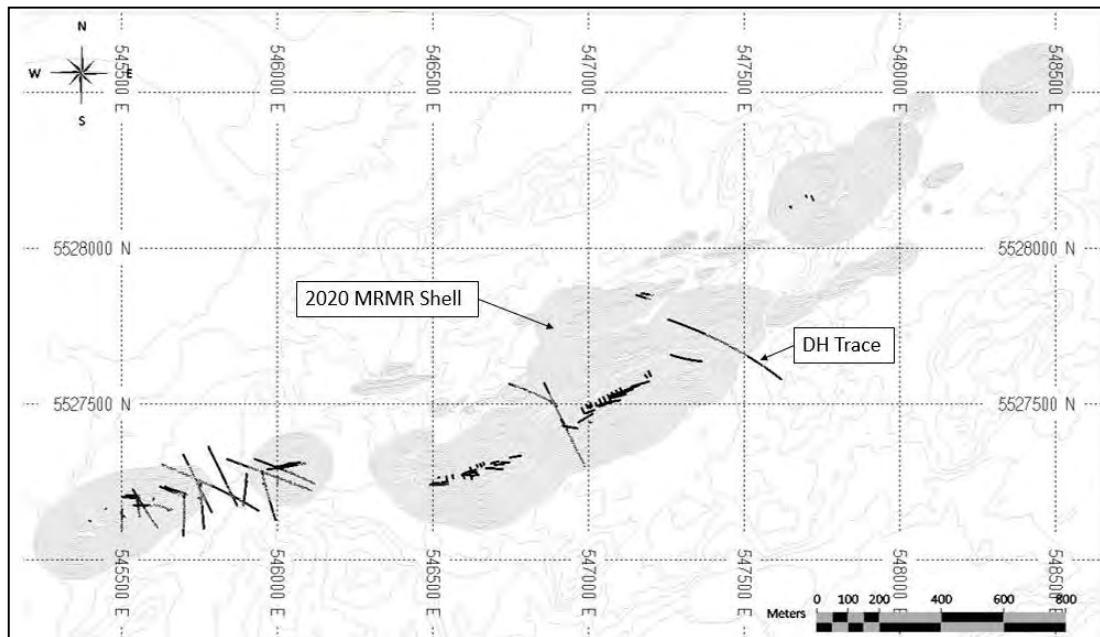 N
W E
S
545500 E
546000 E
546500 E
547000 E
547500 E
548000 E
548500 E
5528000 N
5528000 N
2020 MRMR Shell
DH Trace
5527500 N
5527500 N
545500 E
546000 E
546500 E
547000 E
547500 E
548000 E
548500 E
Meters 0 100 200 400 600 800